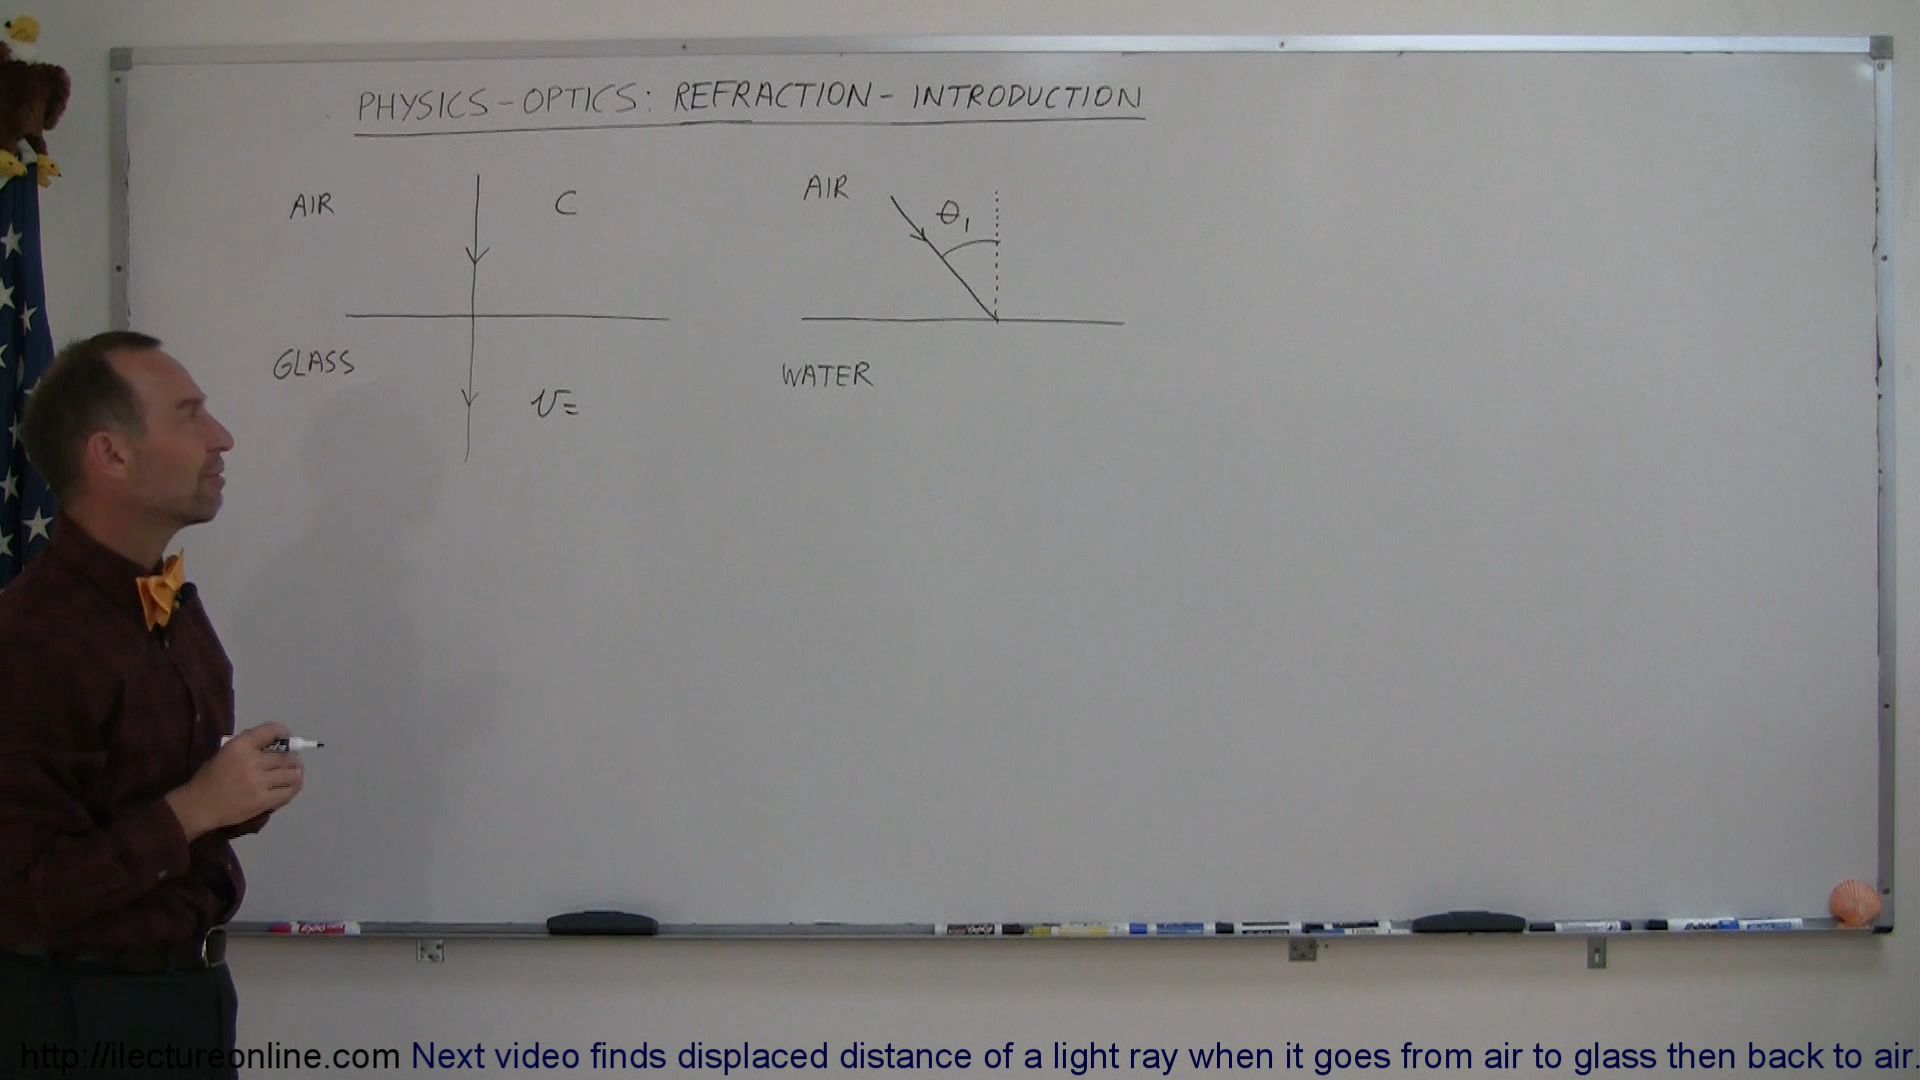 PHYSICS-OPTICS: REFRACTION-INTRODUCTION
AIR
C
GLASS
v=
AIR
θ₁
WATER
EXPO
http://ilectureonline.com Next video finds displaced distance of a light ray when it goes from air to glass then back to air.